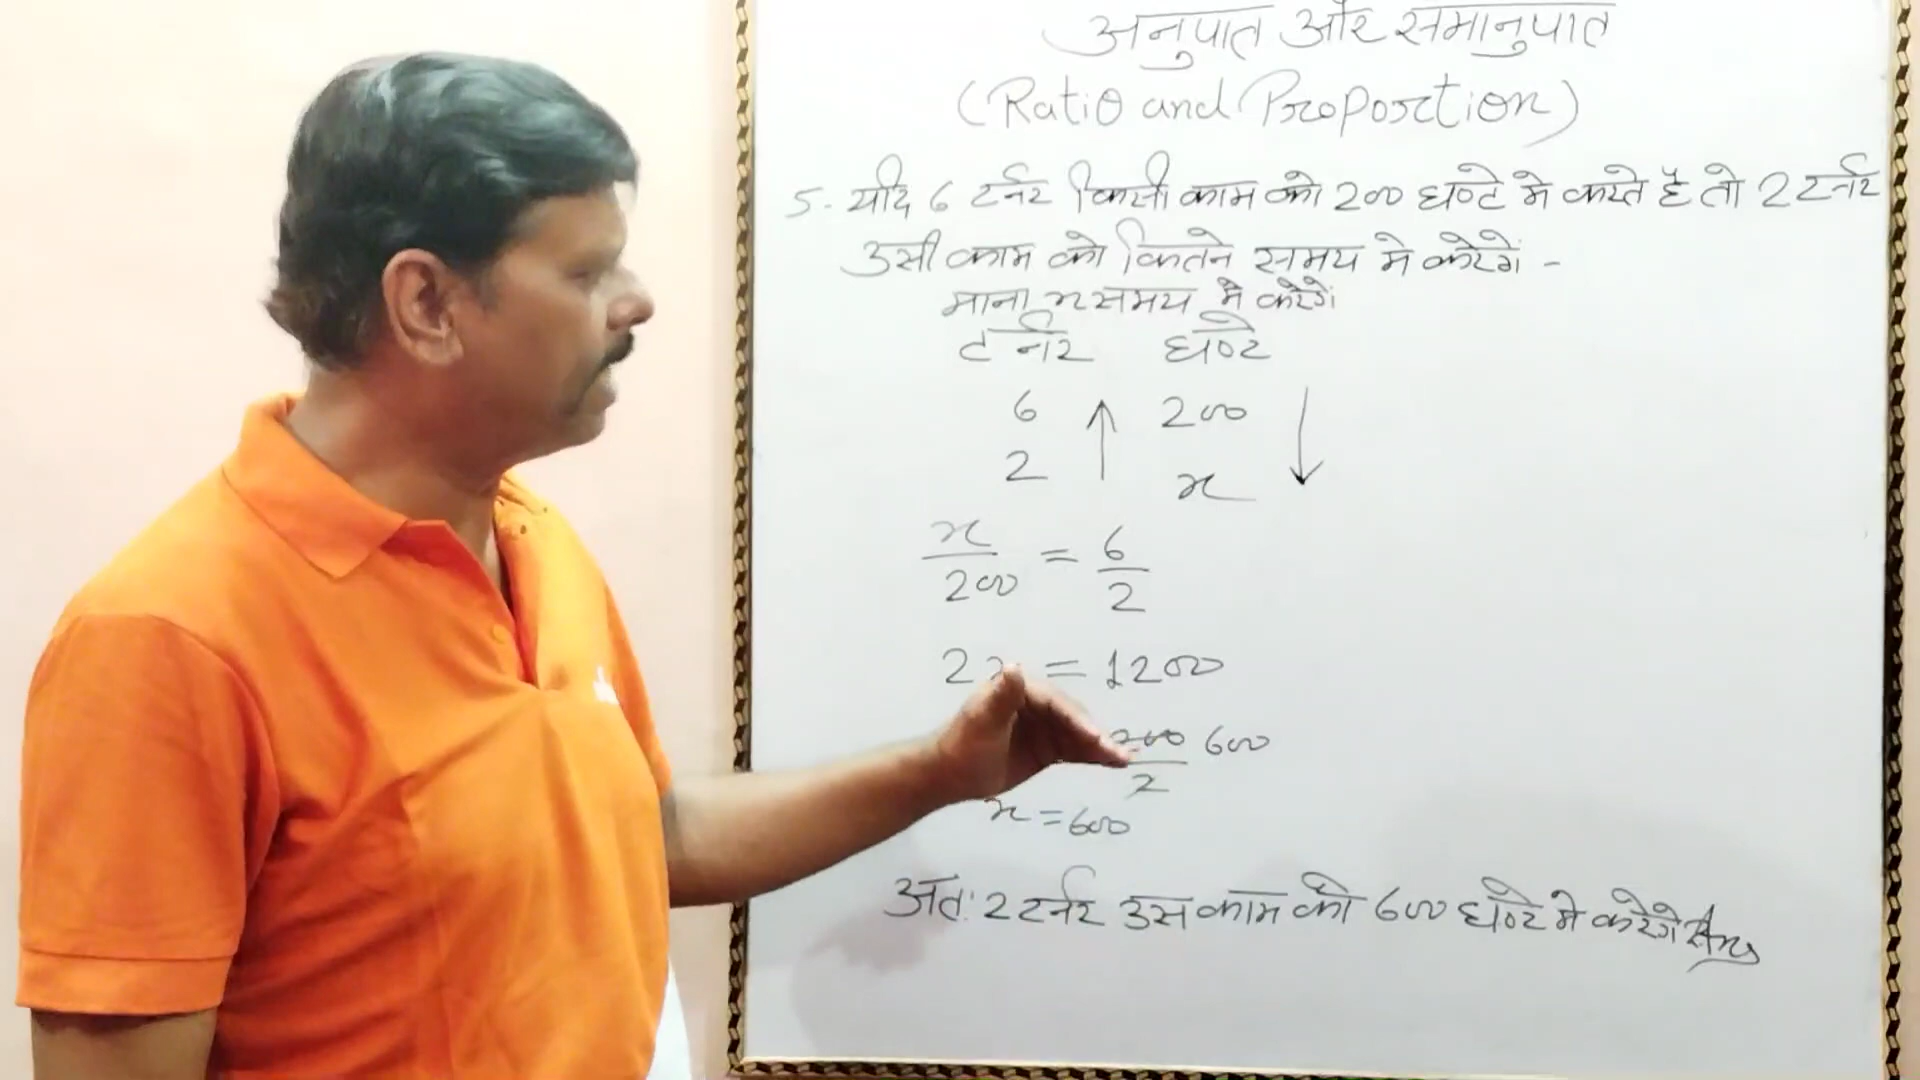 अनुपात और समानुपात
(Ratio and Proportion)
5. यदि 6 टर्नर किसी काम को 200 घण्टे मे करते है तो 2 टर्नर
उसी काम को कितने समय मे करेगें -
माना x समय मे करेगें
टर्नर घण्टे
6 ↑ 200 ↓
2 x
x/200 = 6/2
2x = 1200
200/2 600
x = 600
अतः 2 टर्नर उस काम को 600 घण्टे मे करेगे Ans